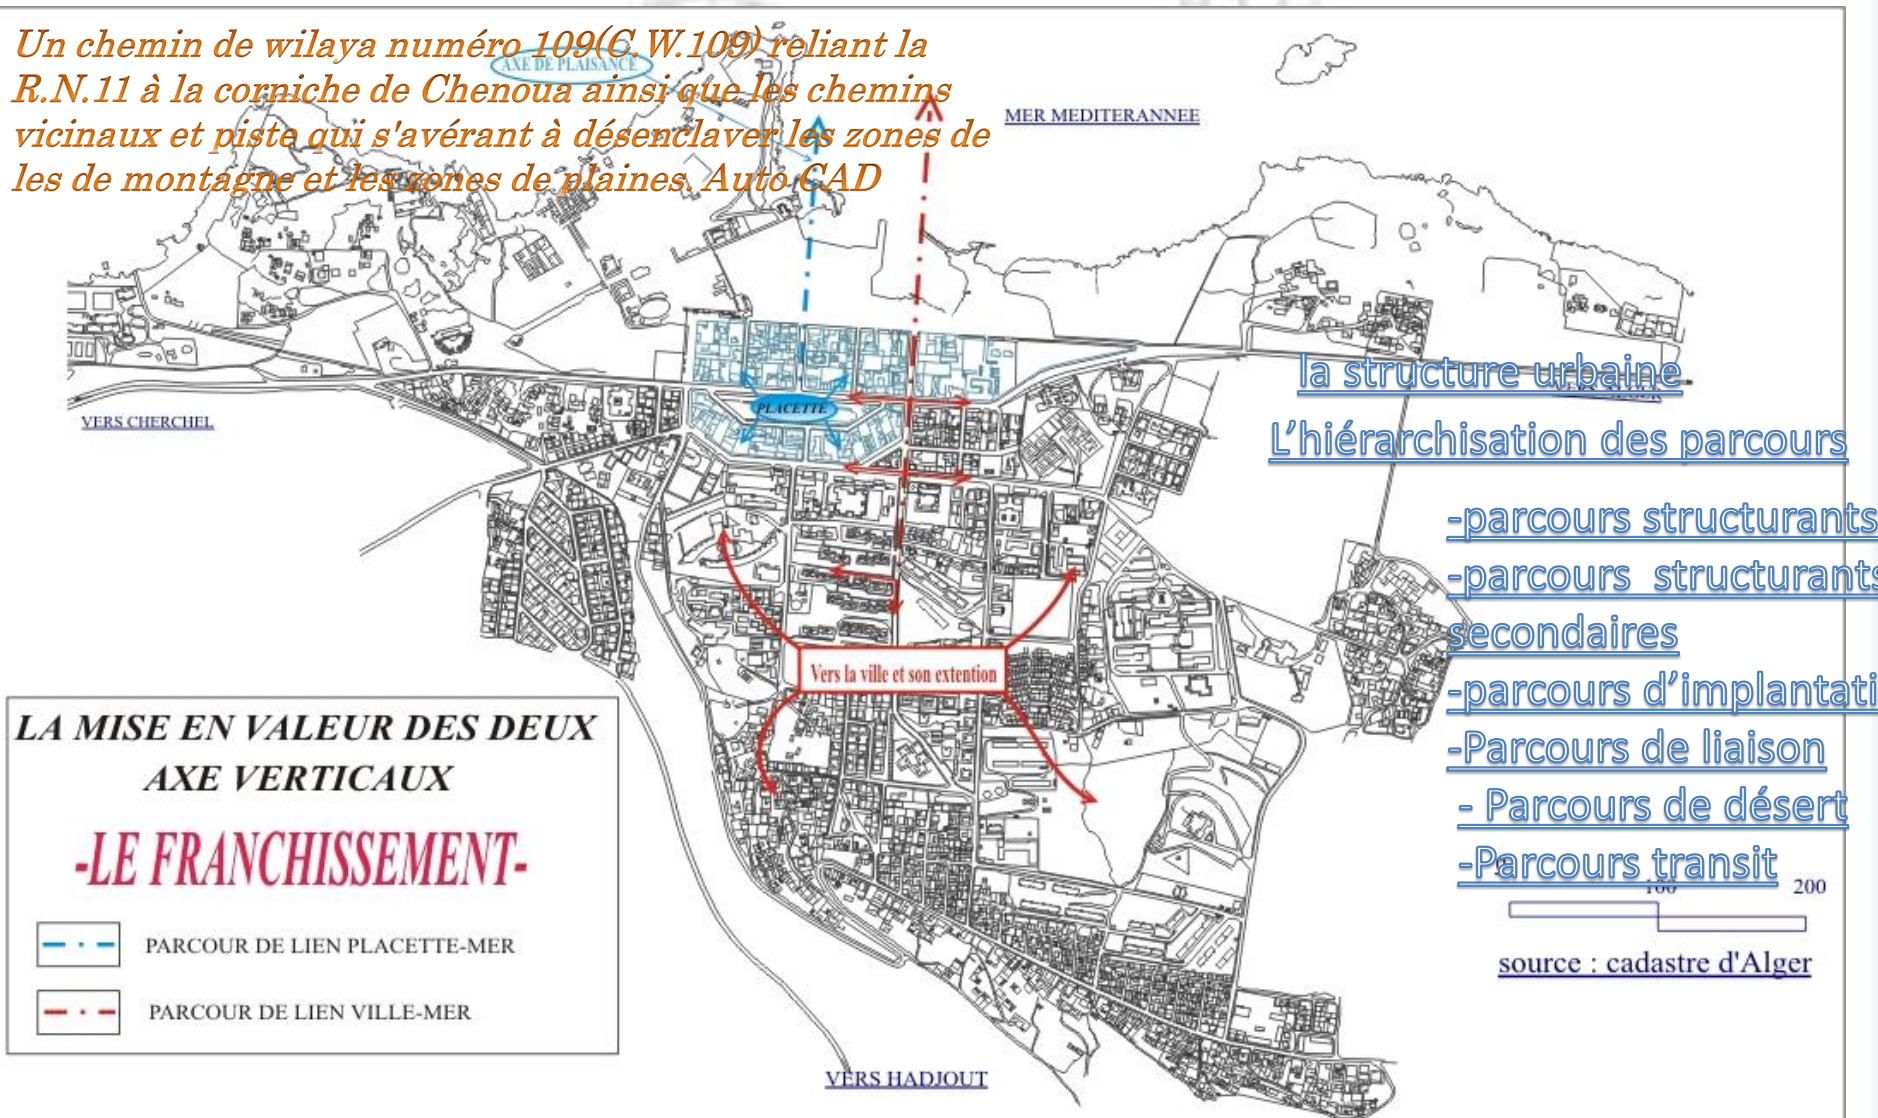 Un chemin de wilaya numéro 109(C.W.109) reliant la
R.N.11 à la corniche de Chenoua ainsi que les chemins
vicinaux et piste qui s'avérant à désenclaver les zones de
les de montagne et les zones de plaines. Auto CAD
AXE DE PLAISANCE
MER MEDITERANNEE
la structure urbaine
L'hiérarchisation des parcours
PLACETTE
VERS CHERCHEL
-parcours structurants
-parcours structurants
secondaires
-parcours d'implantati
-Parcours de liaison
- Parcours de désert
-Parcours transit
Vers la ville et son extention
LA MISE EN VALEUR DES DEUX
AXE VERTICAUX
-LE FRANCHISSEMENT-
PARCOUR DE LIEN PLACETTE-MER
PARCOUR DE LIEN VILLE-MER
0 100 200
source : cadastre d'Alger
VERS HADJOUT